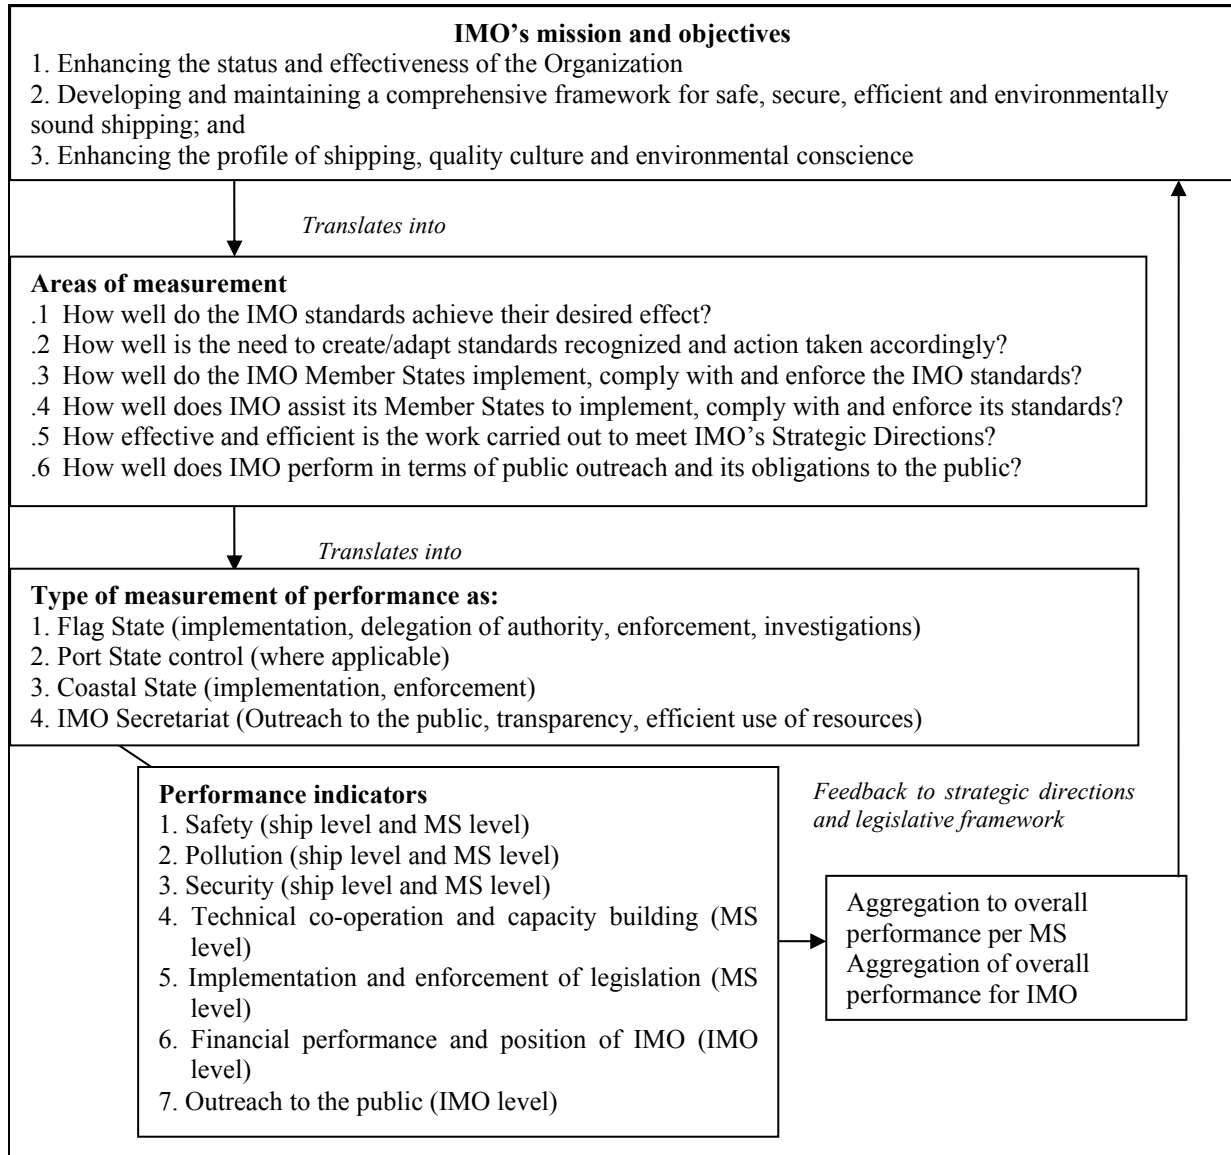 IMO’s mission and objectives
1. Enhancing the status and effectiveness of the Organization
2. Developing and maintaining a comprehensive framework for safe, secure, efficient and environmentally
sound shipping; and
3. Enhancing the profile of shipping, quality culture and environmental conscience
Translates into
Areas of measurement
.1 How well do the IMO standards achieve their desired effect?
.2 How well is the need to create/adapt standards recognized and action taken accordingly?
.3 How well do the IMO Member States implement, comply with and enforce the IMO standards?
.4 How well does IMO assist its Member States to implement, comply with and enforce its standards?
.5 How effective and efficient is the work carried out to meet IMO’s Strategic Directions?
.6 How well does IMO perform in terms of public outreach and its obligations to the public?
Translates into
Type of measurement of performance as:
1. Flag State (implementation, delegation of authority, enforcement, investigations)
2. Port State control (where applicable)
3. Coastal State (implementation, enforcement)
4. IMO Secretariat (Outreach to the public, transparency, efficient use of resources)
Performance indicators
1. Safety (ship level and MS level)
2. Pollution (ship level and MS level)
3. Security (ship level and MS level)
4. Technical co-operation and capacity building (MS
level)
5. Implementation and enforcement of legislation (MS
level)
6. Financial performance and position of IMO (IMO
level)
7. Outreach to the public (IMO level)
Feedback to strategic directions
and legislative framework
Aggregation to overall
performance per MS
Aggregation of overall
performance for IMO